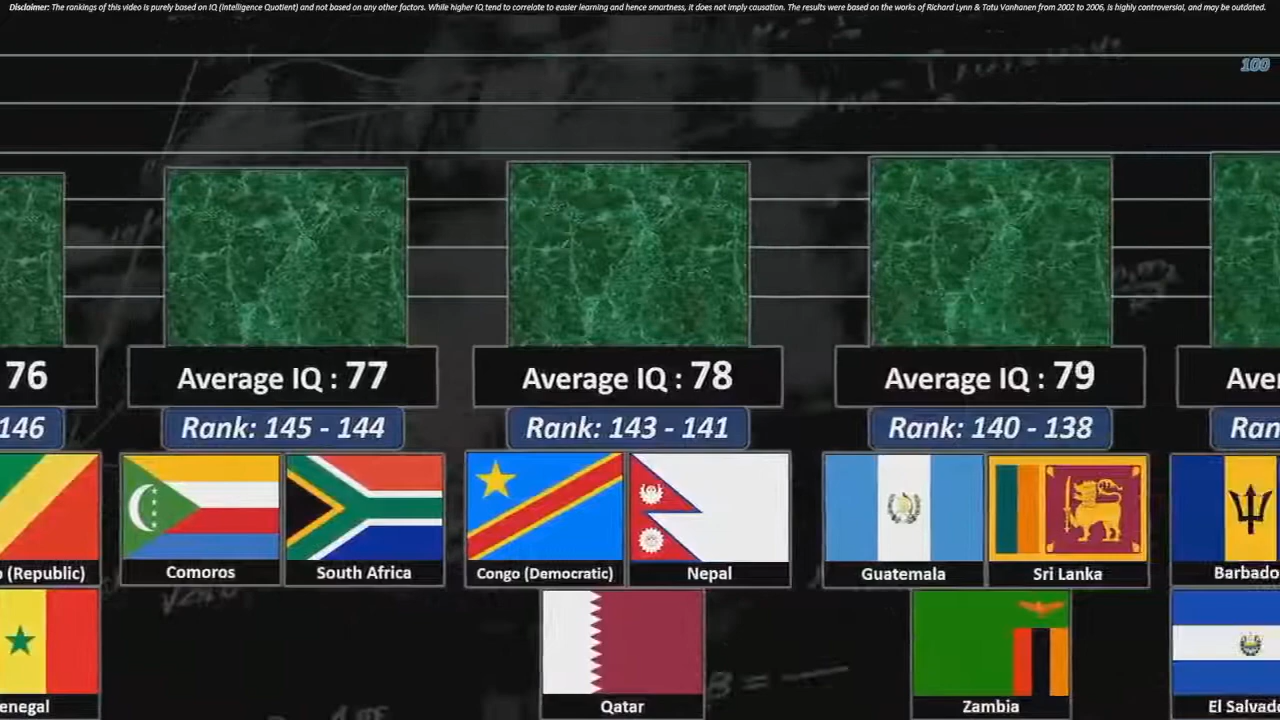 Disclaimer: The rankings of this video is purely based on IQ (Intelligence Quotient) and not based on any other factors. While higher IQ tend to correlate to easier learning and hence smartness, it does not imply causation. The results were based on the works of Richard Lynn & Tatu Vanhanen from 2002 to 2006, is highly controversial, and may be outdated.
100
76
Average IQ : 77
Average IQ : 78
Average IQ : 79
Ave
146
Rank: 145 - 144
Rank: 143 - 141
Rank: 140 - 138
Ran
o (Republic)
Comoros
South Africa
Congo (Democratic)
Nepal
Guatemala
Sri Lanka
Barbado
enegal
Qatar
Zambia
El Salvado